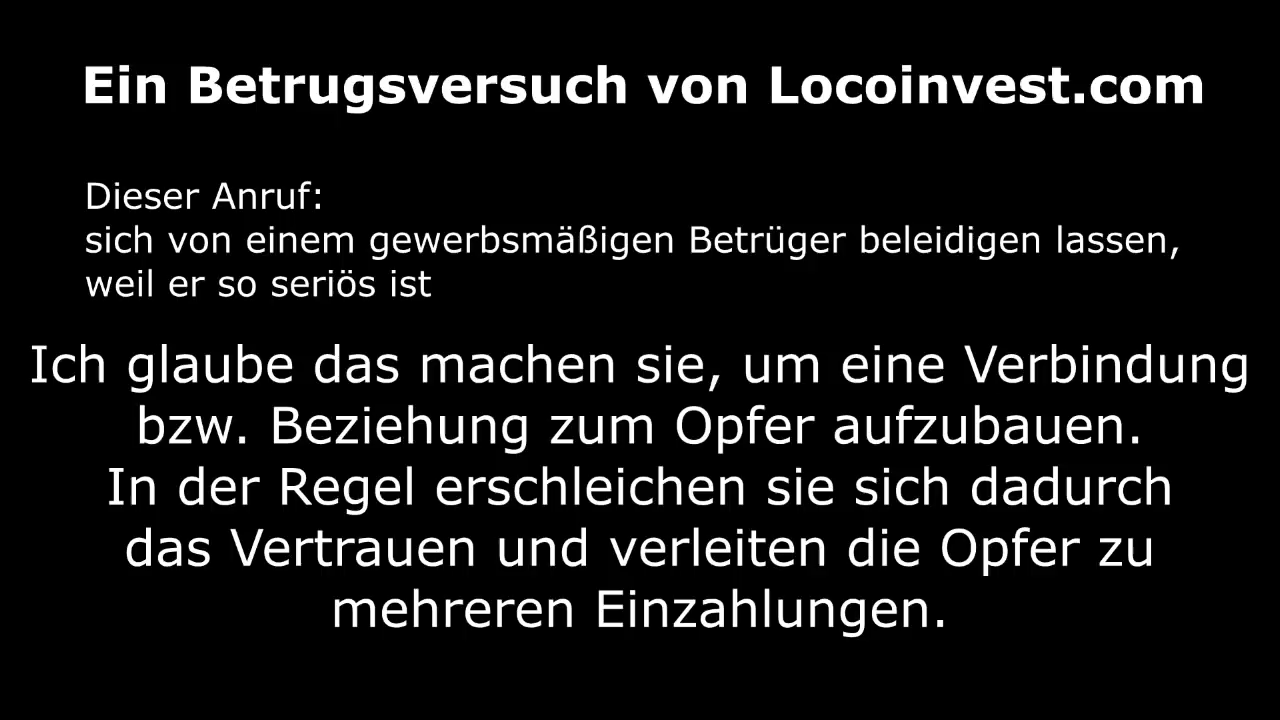 Ein Betrugsversuch von Locoinvest.com
Dieser Anruf:
sich von einem gewerbsmäßigen Betrüger beleidigen lassen,
weil er so seriös ist
Ich glaube das machen sie, um eine Verbindung
bzw. Beziehung zum Opfer aufzubauen.
In der Regel erschleichen sie sich dadurch
das Vertrauen und verleiten die Opfer zu
mehreren Einzahlungen.